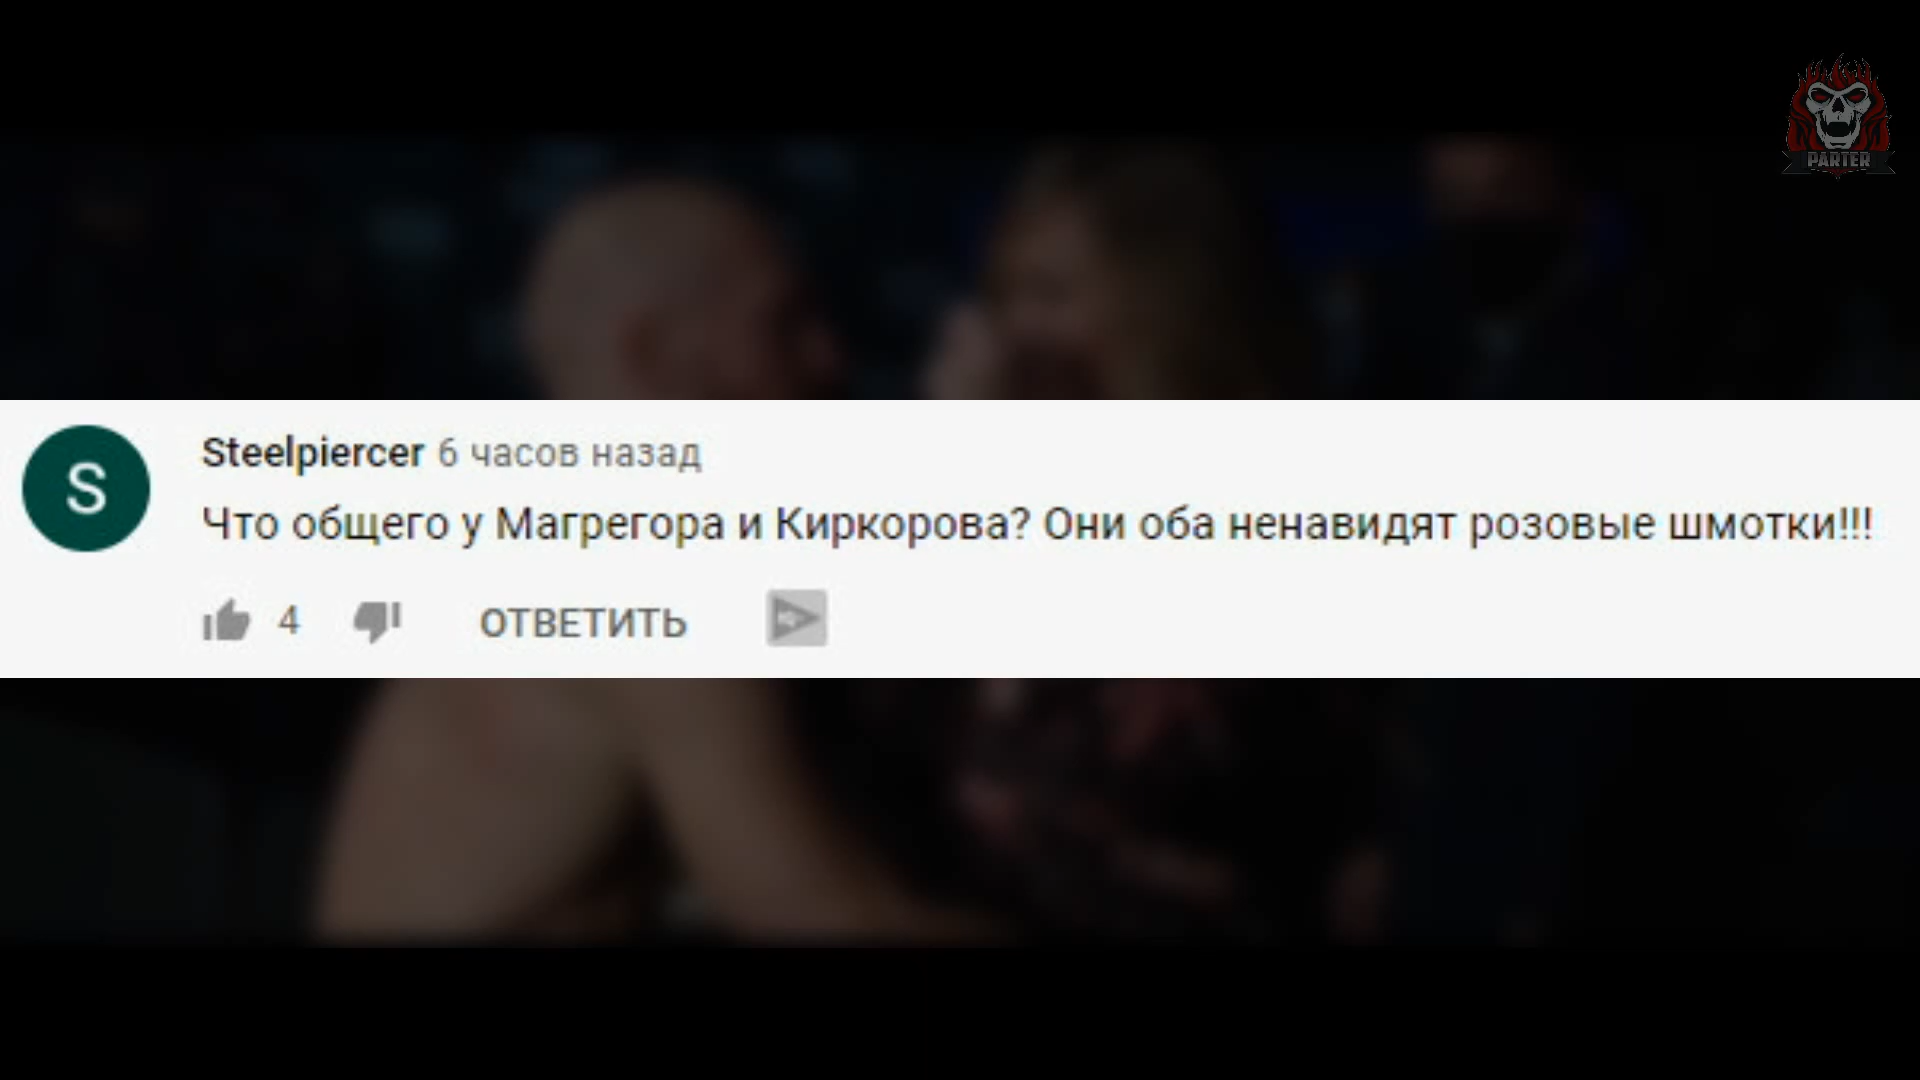 PARTER
Steelpiercer 6 часов назад
Что общего у Магрегора и Киркорова? Они оба ненавидят розовые шмотки!!!
4 ОТВЕТИТЬ
S